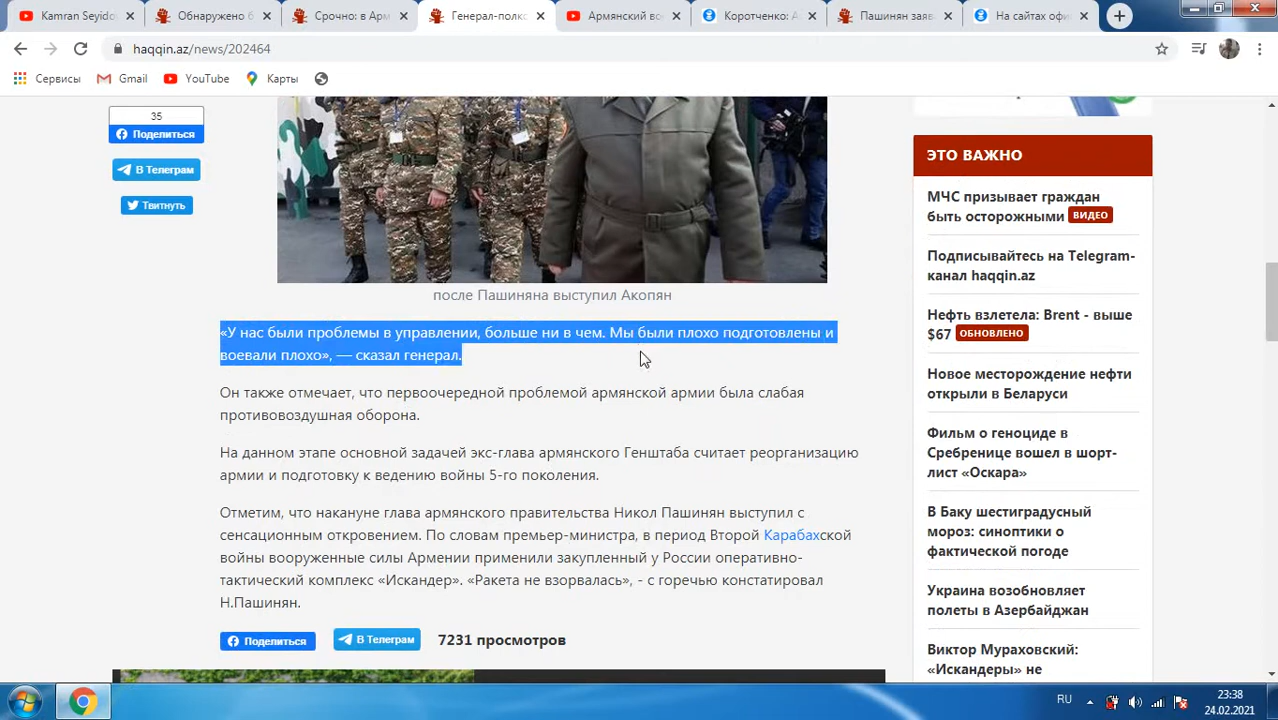 Kamran Seyido
Обнаружено б
Срочно: в Арм
Генерал-полко
Армянский во
Коротченко: А
Пашинян заяв
На сайтах офи
haqqin.az/news/202464
Сервисы
Gmail
YouTube
Карты
35
Поделиться
В Телеграм
Твитнуть
после Пашиняна выступил Акопян
«У нас были проблемы в управлении, больше ни в чем. Мы были плохо подготовлены и
воевали плохо», — сказал генерал.
Он также отмечает, что первоочередной проблемой армянской армии была слабая
противовоздушная оборона.
На данном этапе основной задачей экс-глава армянского Генштаба считает реорганизацию
армии и подготовку к ведению войны 5-го поколения.
Отметим, что накануне глава армянского правительства Никол Пашинян выступил с
сенсационным откровением. По словам премьер-министра, в период Второй Карабахской
войны вооруженные силы Армении применили закупленный у России оперативно-
тактический комплекс «Искандер». «Ракета не взорвалась», - с горечью констатировал
Н.Пашинян.
Поделиться
В Телеграм
7231 просмотров
ЭТО ВАЖНО
МЧС призывает граждан
быть осторожными ВИДЕО
Подписывайтесь на Telegram-
канал haqqin.az
Нефть взлетела: Brent - выше
$67 ОБНОВЛЕНО
Новое месторождение нефти
открыли в Беларуси
Фильм о геноциде в
Сребренице вошел в шорт-
лист «Оскара»
В Баку шестиградусный
мороз: синоптики о
фактической погоде
Украина возобновляет
полеты в Азербайджан
Виктор Мураховский:
«Искандеры» не
RU
23:38
24.02.2021